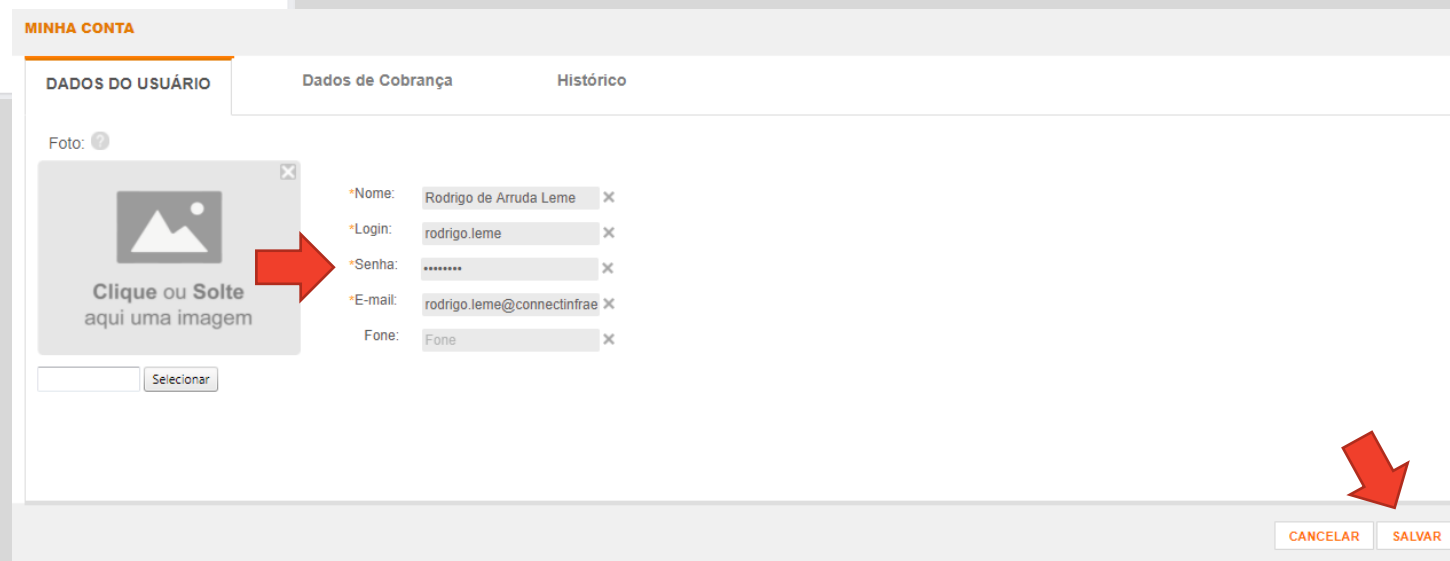 MINHA CONTA
DADOS DO USUÁRIO Dados de Cobrança Histórico
Foto: ?
Clique ou Solte
aqui uma imagem
Selecionar
*Nome: Rodrigo de Arruda Leme
*Login: rodrigo.leme
*Senha: ••••••••
*E-mail: rodrigo.leme@connectinfrae
Fone: Fone
CANCELAR SALVAR